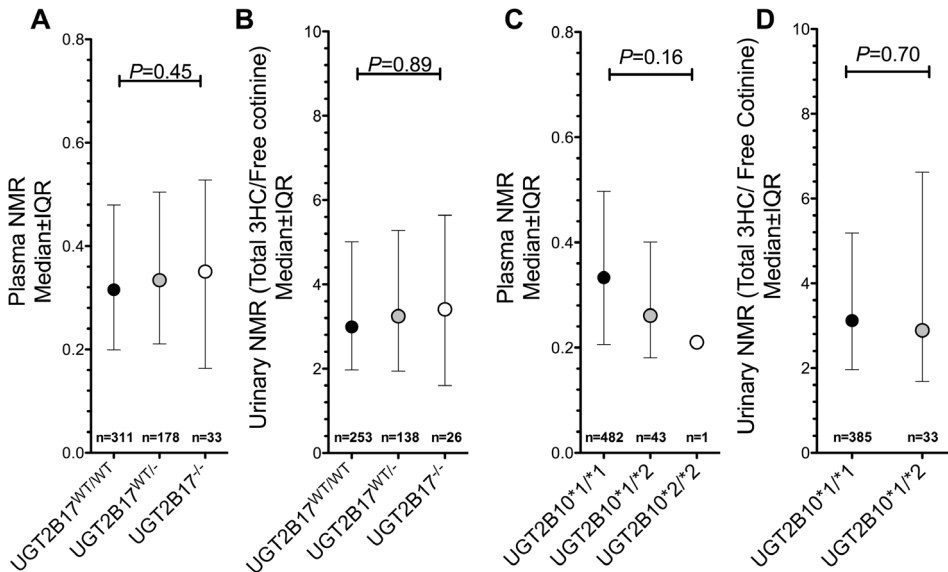 A
Plasma NMR
Median±IQR
0.8
0.6
0.4
0.2
0.0
P=0.45
n=311 n=178 n=33
UGT2B17WT/WT
UGT2B17WT/-
UGT2B17-/-
B
Urinary NMR (Total 3HC/Free cotinine)
Median±IQR
10
8
6
4
2
0
P=0.89
n=253 n=138 n=26
UGT2B17WT/WT
UGT2B17WT/-
UGT2B17-/-
C
Plasma NMR
Median±IQR
0.8
0.6
0.4
0.2
0.0
P=0.16
n=482 n=43 n=1
UGT2B10*1/*1
UGT2B10*1/*2
UGT2B10*2/*2
D
Urinary NMR (Total 3HC/ Free Cotinine)
Median±IQR
10
8
6
4
2
0
P=0.70
n=385 n=33
UGT2B10*1/*1
UGT2B10*1/*2